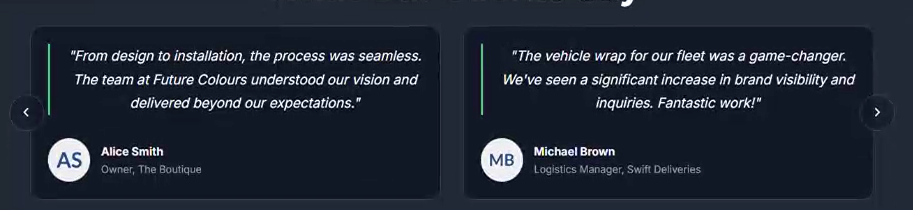 "From design to installation, the process was seamless.
The team at Future Colours understood our vision and
delivered beyond our expectations."
AS
Alice Smith
Owner, The Boutique
"The vehicle wrap for our fleet was a game-changer.
We've seen a significant increase in brand visibility and
inquiries. Fantastic work!"
MB
Michael Brown
Logistics Manager, Swift Deliveries